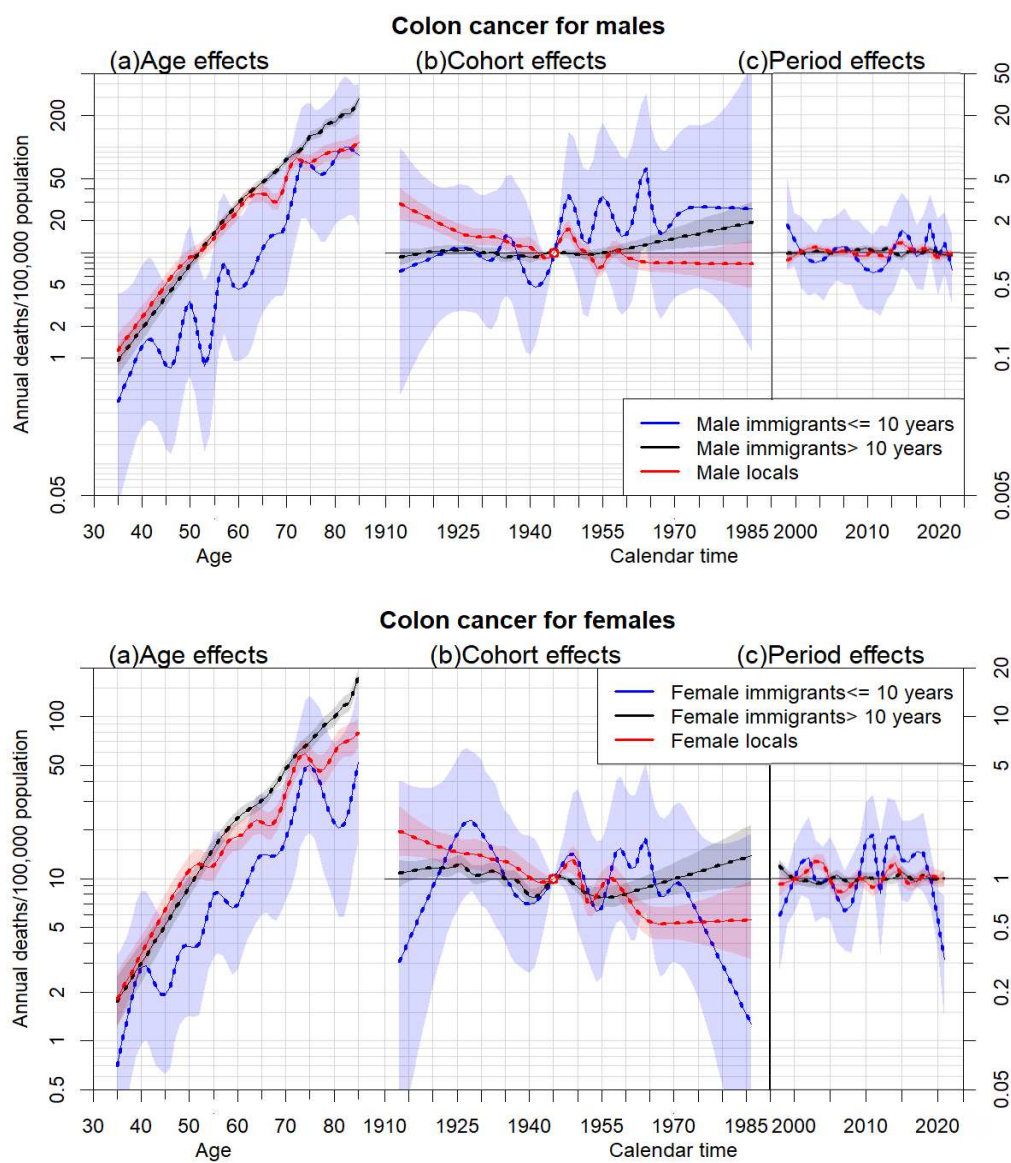 Colon cancer for males
(a)Age effects (b)Cohort effects (c)Period effects
Annual deaths/100,000 population
200
50
20
5
2
1
0.05
50
20
5
2
0.5
0.1
0.005
Male immigrants<= 10 years
Male immigrants> 10 years
Male locals
30 40 50 60 70 80 1910 1925 1940 1955 1970 1985 2000 2010 2020
Age Calendar time
Colon cancer for females
(a)Age effects (b)Cohort effects (c)Period effects
Annual deaths/100,000 population
100
50
10
5
2
1
0.5
20
10
5
1
0.5
0.2
0.05
Female immigrants<= 10 years
Female immigrants> 10 years
Female locals
30 40 50 60 70 80 1910 1925 1940 1955 1970 1985 2000 2010 2020
Age Calendar time